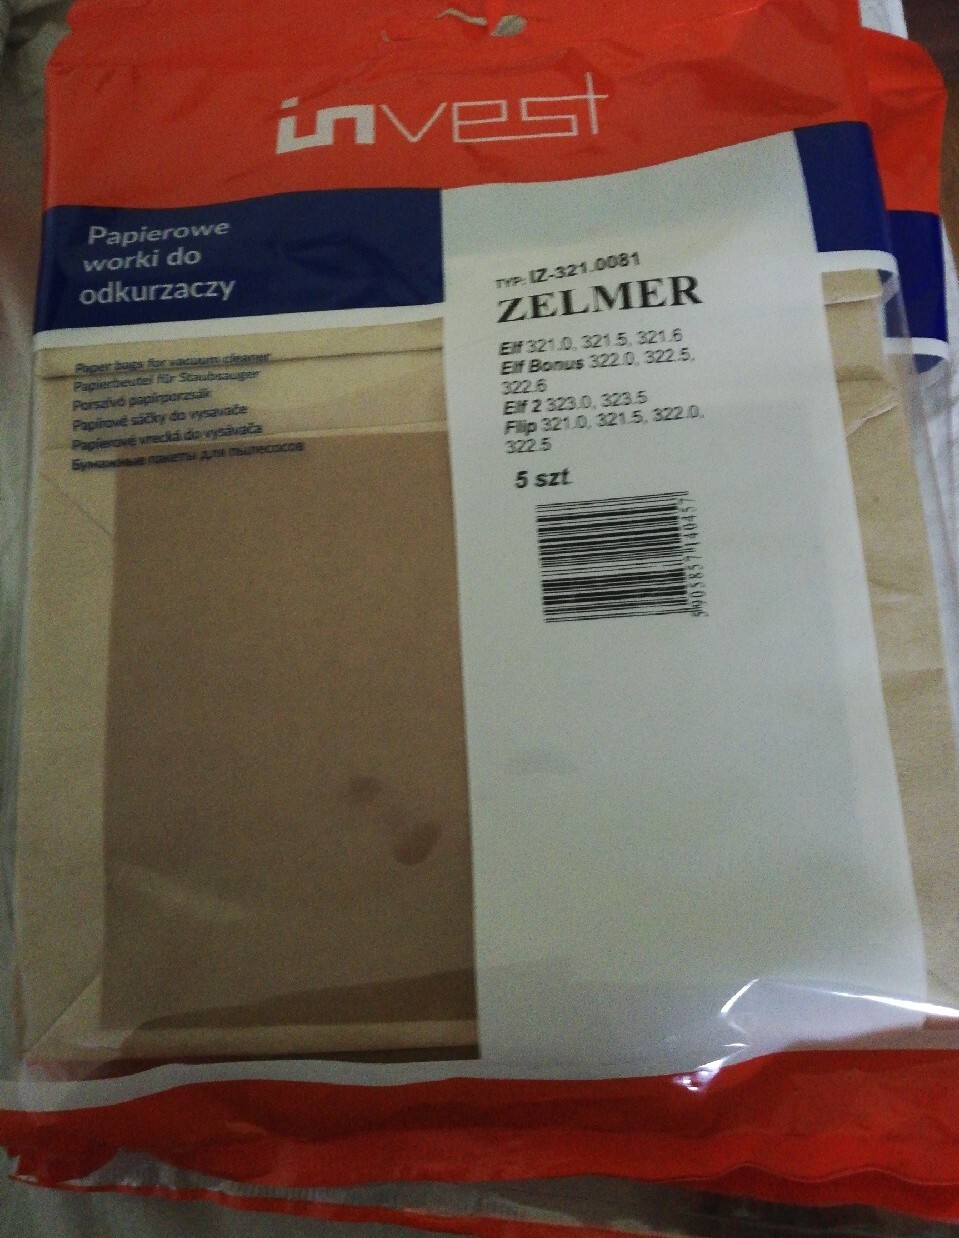 invest
Papierowe
worki do
odkurzaczy
Paper bags for vacuum cleaner
Papierbeutel für Staubsauger
Porszívó papírporzsák
Papírové sáčky do vysavače
Papierové vrecká do vysávača
Бумажные пакеты для пылесосов
TYP: IZ-321.0081
ZELMER
Elf 321.0, 321.5, 321.6
Elf Bonus 322.0, 322.5,
322.6
Elf 2 323.0, 323.5
Filip 321.0, 321.5, 322.0,
322.5
5 szt.
5905857140457